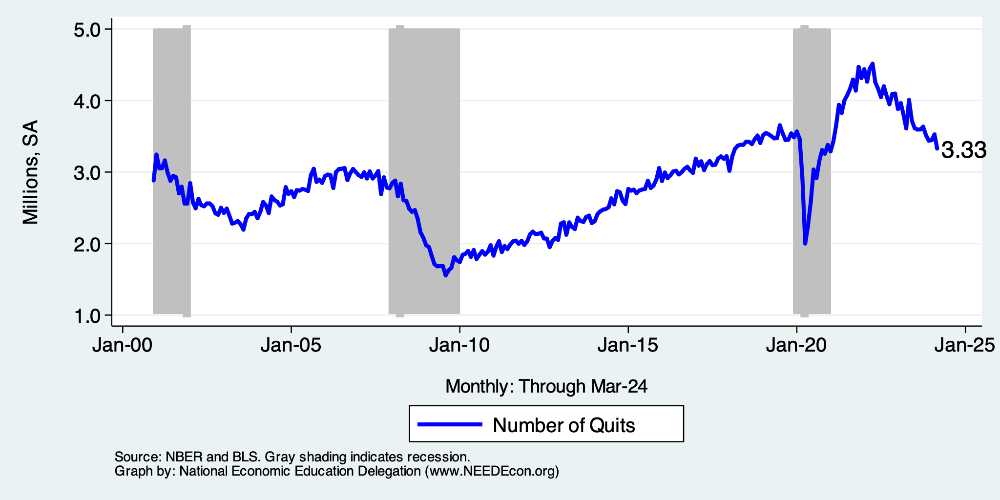 Millions, SA
5.0
4.0
3.0
2.0
1.0
3.33
Jan-00 Jan-05 Jan-10 Jan-15 Jan-20 Jan-25
Monthly: Through Mar-24
Number of Quits
Source: NBER and BLS. Gray shading indicates recession.
Graph by: National Economic Education Delegation (www.NEEDEcon.org)